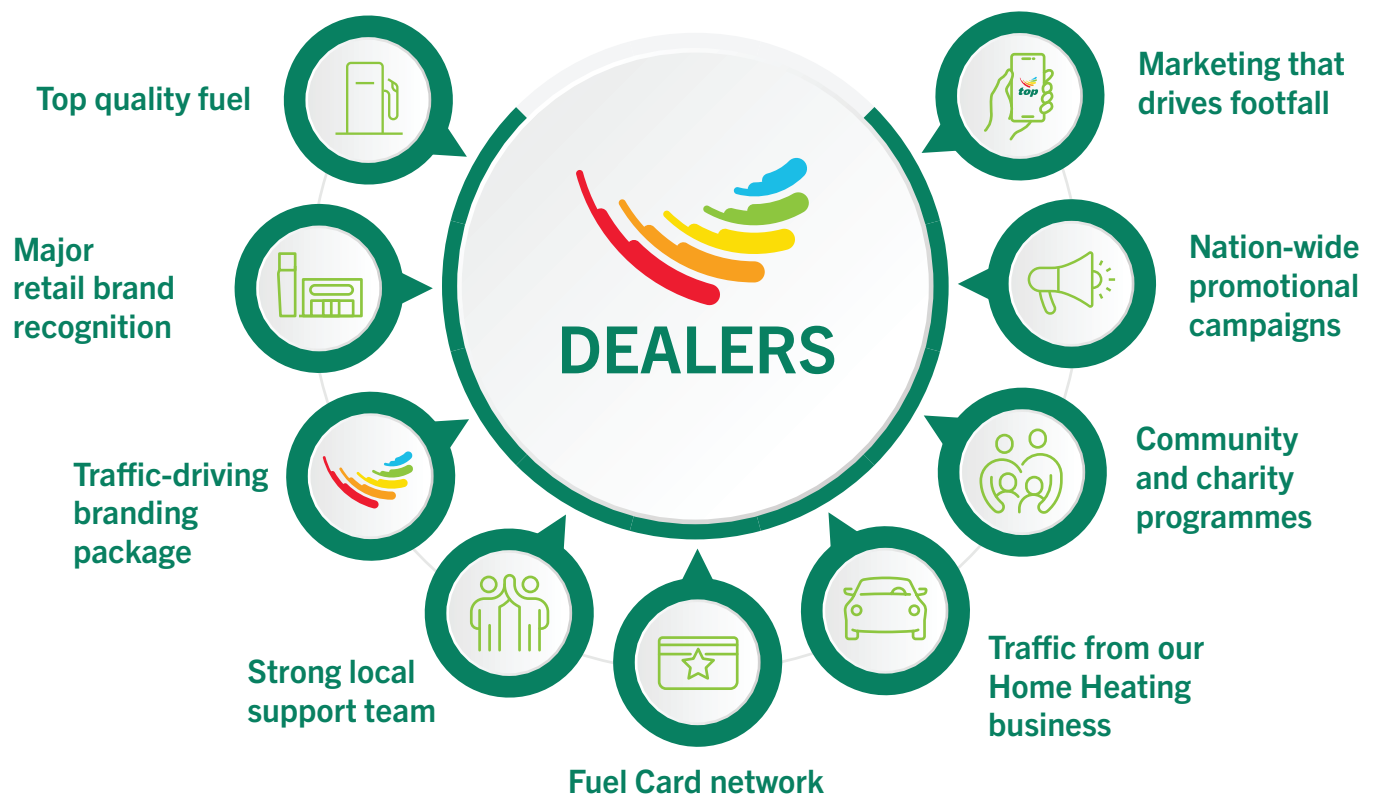 Top quality fuel
Major
retail brand
recognition
Traffic-driving
branding
package
Strong local
support team
Fuel Card network
Traffic from our
Home Heating
business
Community
and charity
programmes
Nation-wide
promotional
campaigns
Marketing that
drives footfall
top
DEALERS